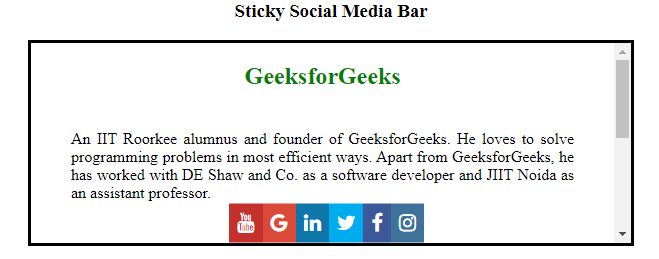 Sticky Social Media Bar
GeeksforGeeks
An IIT Roorkee alumnus and founder of GeeksforGeeks. He loves to solve
programming problems in most efficient ways. Apart from GeeksforGeeks, he
has worked with DE Shaw and Co. as a software developer and JIIT Noida as
an assistant professor.
You Tube G in f